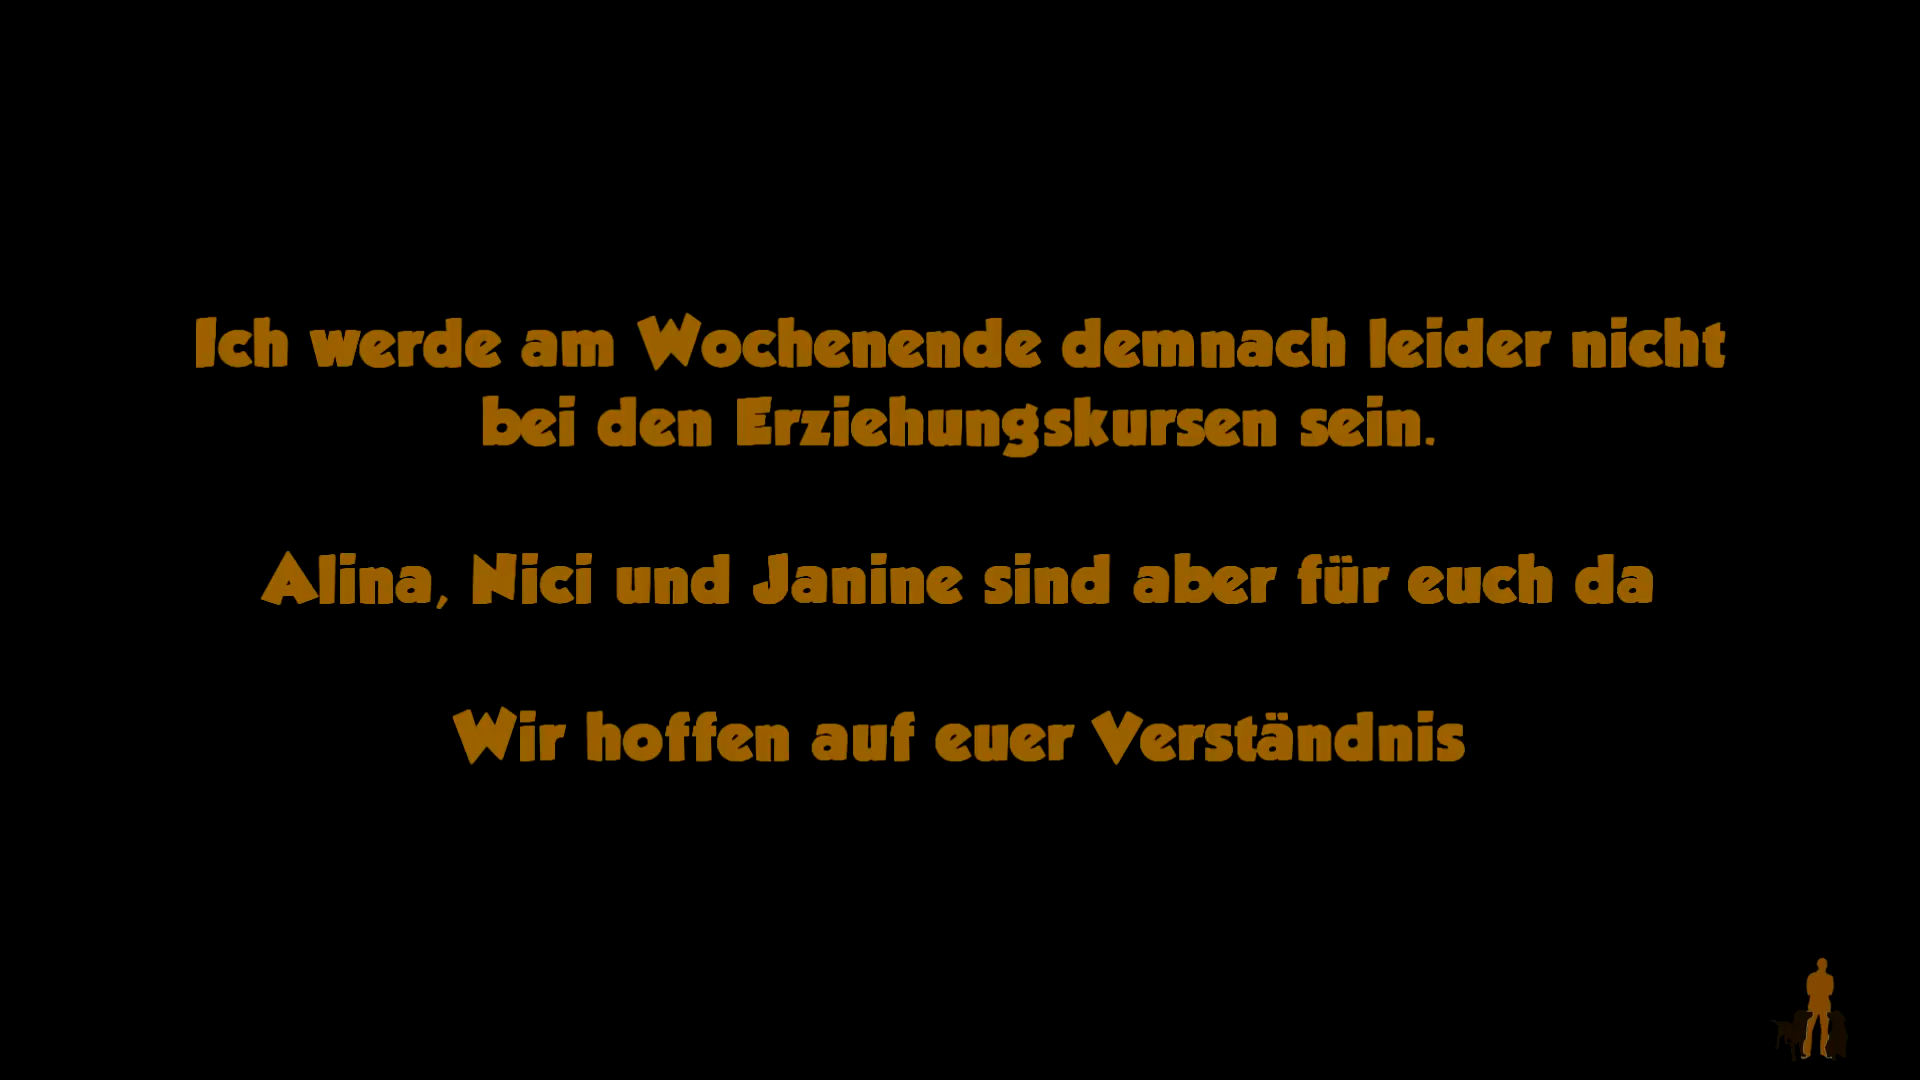 Ich werde am Wochenende demnach leider nicht
bei den Erziehungskursen sein.
Alina, Nici und Janine sind aber für euch da
Wir hoffen auf euer Verständnis